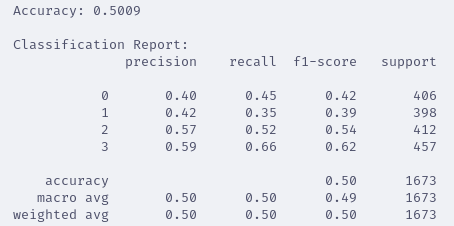 Accuracy: 0.5009
Classification Report:
precision recall f1-score support
0 0.40 0.45 0.42 406
1 0.42 0.35 0.39 398
2 0.57 0.52 0.54 412
3 0.59 0.66 0.62 457
accuracy 0.50 1673
macro avg 0.50 0.50 0.49 1673
weighted avg 0.50 0.50 0.50 1673